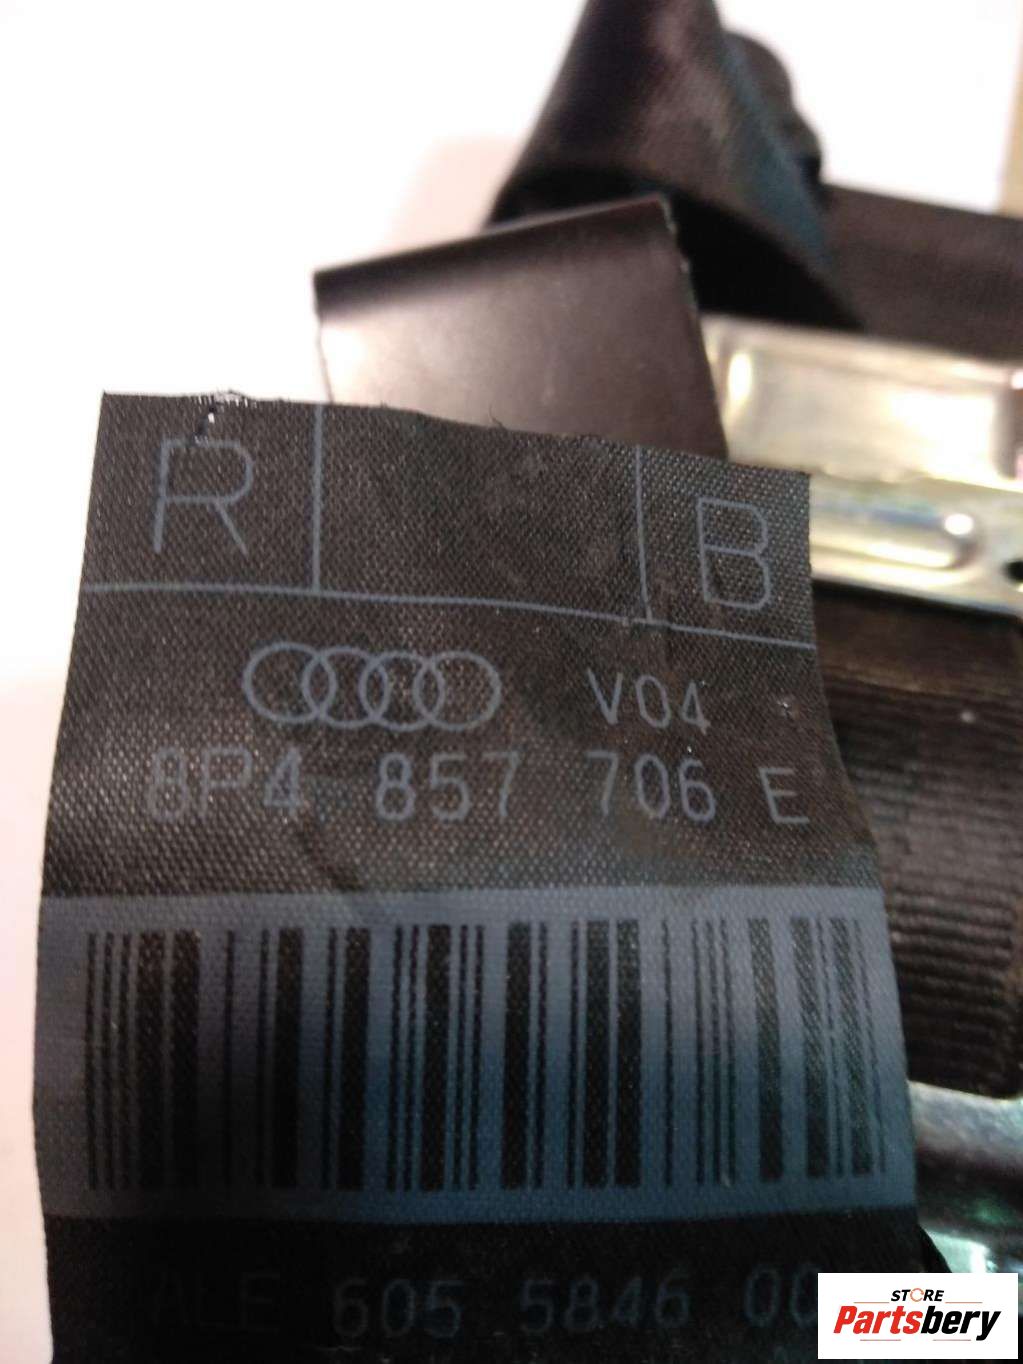 R B
V04
8P4 857 706 E
605 5846
STORE
Partsbery